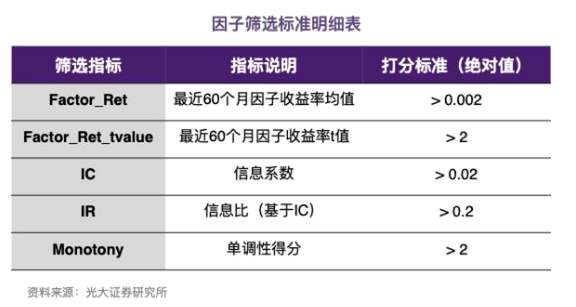 因子筛选标准明细表
筛选指标 指标说明 打分标准（绝对值）
Factor_Ret 最近60个月因子收益率均值 > 0.002
Factor_Ret_tvalue 最近60个月因子收益率t值 > 2
IC 信息系数 > 0.02
IR 信息比（基于IC） > 0.2
Monotony 单调性得分 > 2
资料来源：光大证券研究所